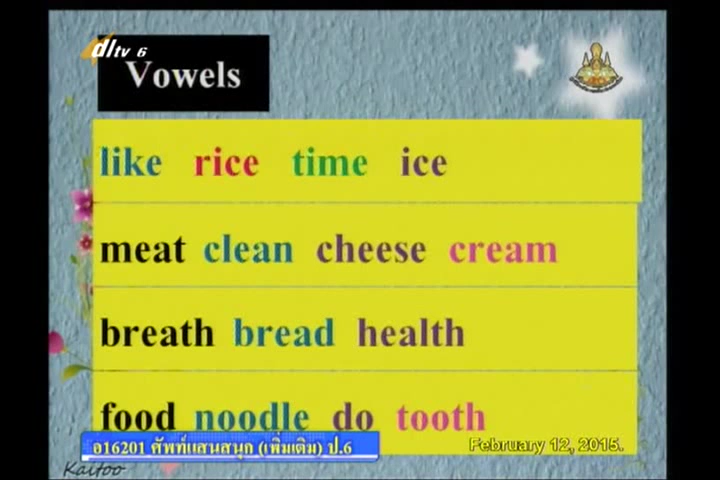 dltv 6
Vowels
like rice time ice
meat clean cheese cream
breath bread health
food noodle do tooth
อ16201 ศัพท์แสนสนุก (เพิ่มเติม) ป.6
February 12, 2015.
Kaitoo